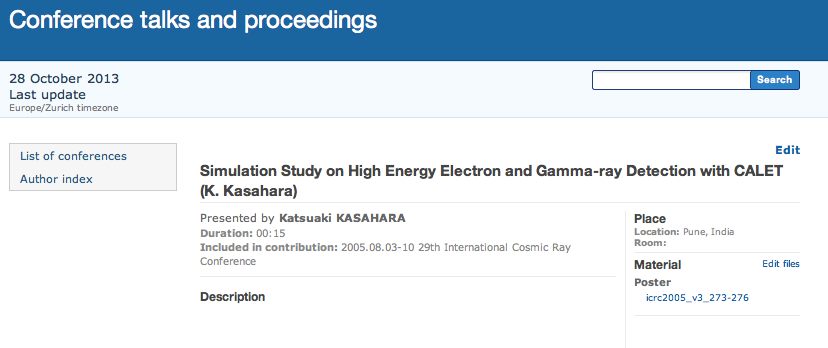 Conference talks and proceedings
28 October 2013
Last update
Europe/Zurich timezone
Search
List of conferences
Author index
Edit
Simulation Study on High Energy Electron and Gamma-ray Detection with CALET
(K. Kasahara)
Presented by Katsuaki KASAHARA
Duration: 00:15
Included in contribution: 2005.08.03-10 29th International Cosmic Ray
Conference
Description
Place
Location: Pune, India
Room:
Material Edit files
Poster
icrc2005_v3_273-276